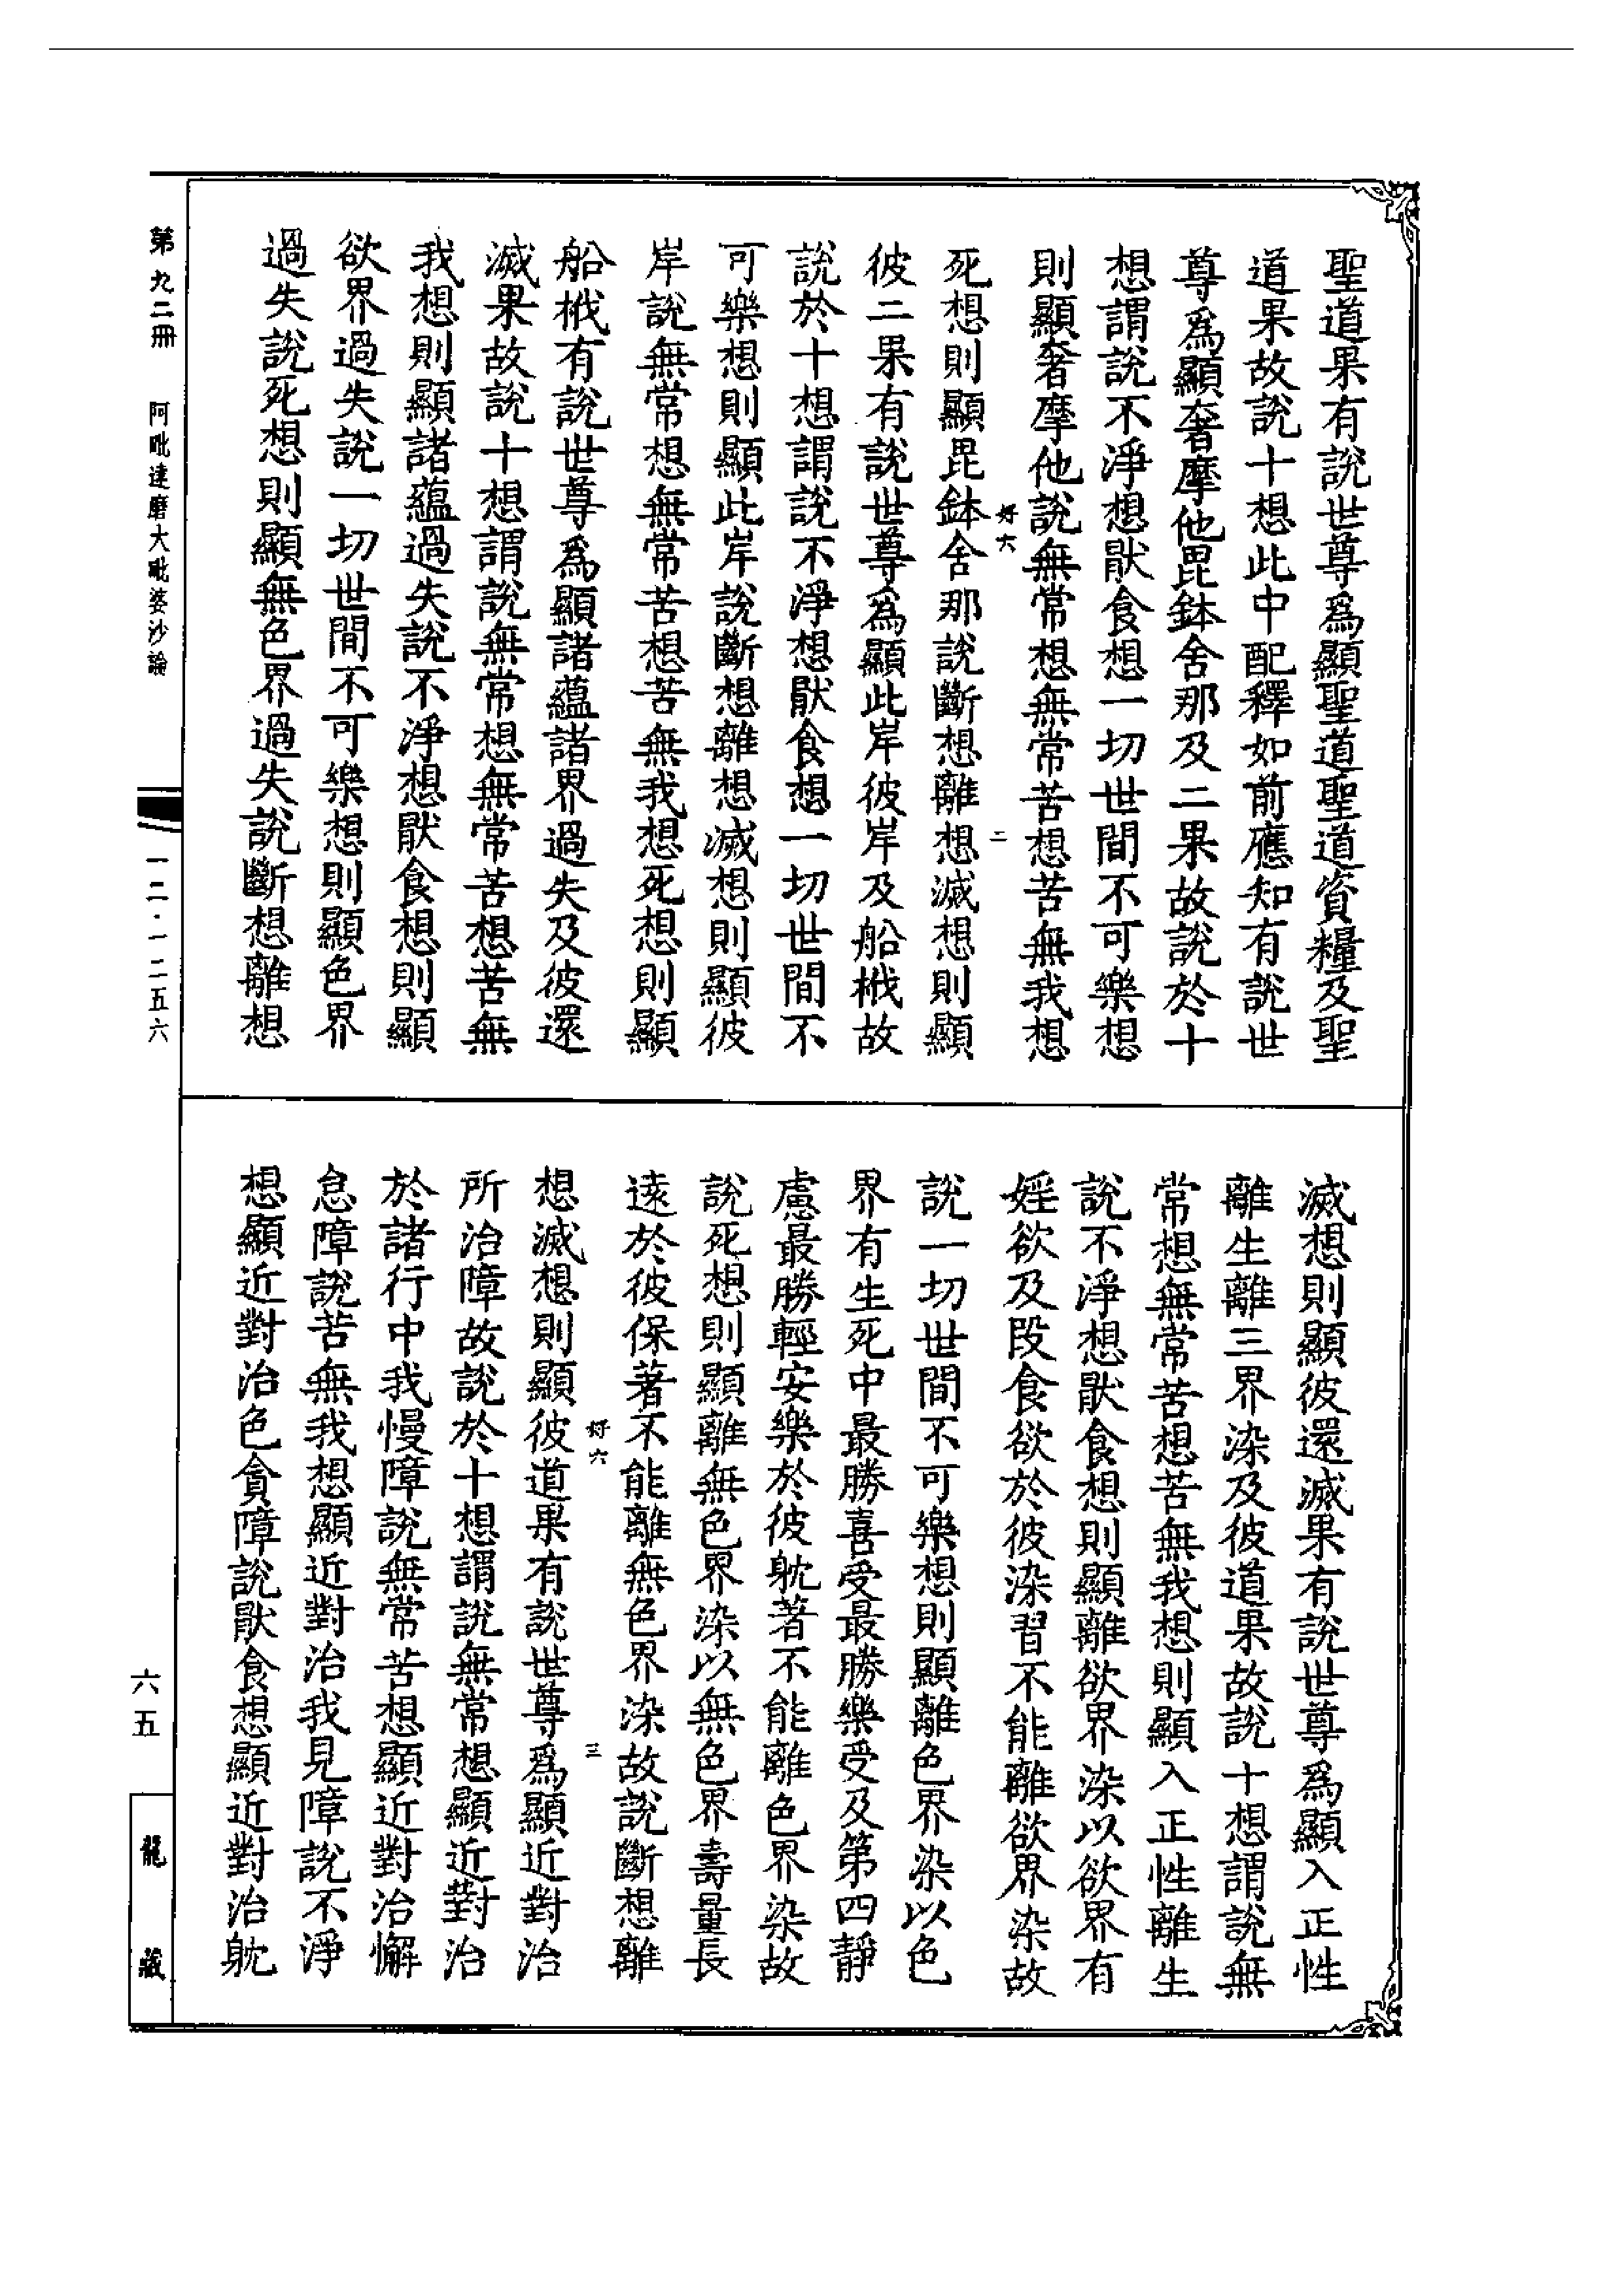 聖道果有說世尊爲顯聖道聖道資糧及聖
道果故說十想此中配釋如前應知有說世
尊爲顯奢摩他毘鉢舍那及二果故說於十
想謂說不淨想猒食想一切世間不可樂想
則顯奢摩他說無常想無常苦想苦無我想
好六 二
死想則顯毘鉢舍那說斷想離想滅想則顯
彼二果有說世尊爲顯此岸彼岸及船栰故
說於十想謂說不淨想猒食想一切世間不
可樂想則顯此岸說斷想離想滅想則顯彼
岸說無常想無常苦想苦無我想死想則顯
船栰有說世尊爲顯諸蘊諸界過失及彼還
滅果故說十想謂說無常想無常苦想苦無
我想則顯諸蘊過失說不淨想猒食想則顯
欲界過失說一切世間不可樂想則顯色界
過失說死想則顯無色界過失說斷想離想
滅想則顯彼還滅果有說世尊爲顯入正性
離生離三界染及彼道果故說十想謂說無
常想無常苦想苦無我想則顯入正性離生
說不淨想猒食想則顯離欲界染以欲界有
婬欲及段食欲於彼染習不能離欲界染故
說一切世間不可樂想則顯離色界染以色
界有生死中最勝喜受最勝樂受及第四靜
慮最勝輕安樂於彼躭著不能離色界染故
說死想則顯離無色界染以無色界壽量長
遠於彼保著不能離無色界染故說斷想離
好六 三
想滅想則顯彼道果有說世尊爲顯近對治
所治障故說於十想謂說無常想顯近對治
於諸行中我慢障說無常苦想顯近對治懈
怠障說苦無我想顯近對治我見障說不淨
想顯近對治色貪障說猒食想顯近對治躭
第九二冊 阿毗達磨大毗婆沙論 一二·一二五六
六五
龍藏